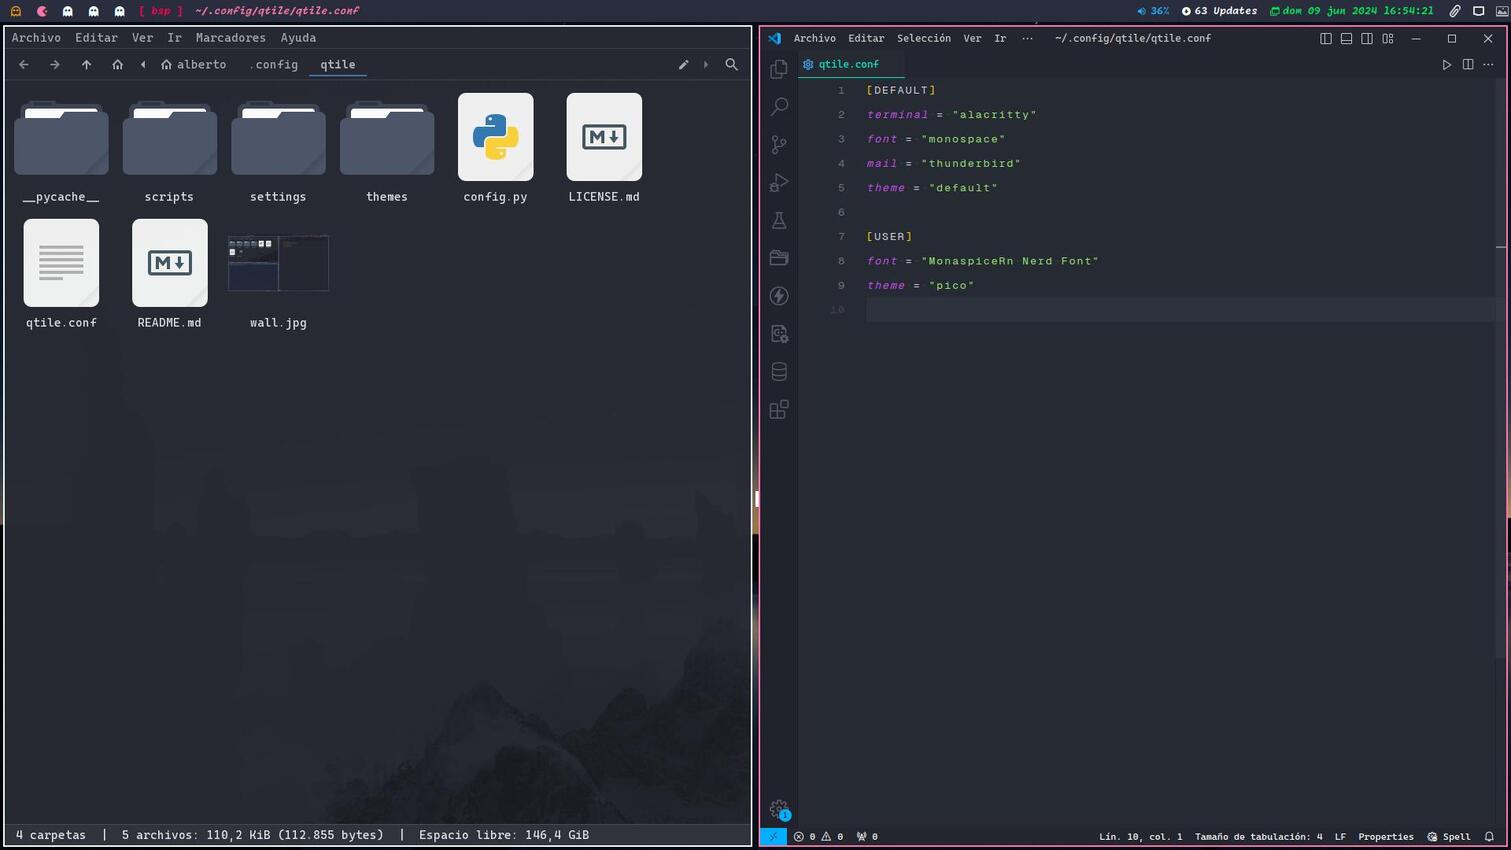 [ bsp ] ~/.config/qtile/qtile.conf 36% 63 Updates dom 09 jun 2024 16:54:21
Archivo Editar Ver Ir Marcadores Ayuda
alberto .config qtile
__pycache__ scripts settings themes config.py LICENSE.md
qtile.conf README.md wall.jpg
4 carpetas | 5 archivos: 110,2 KiB (112.855 bytes) | Espacio libre: 146,4 GiB
Archivo Editar Selección Ver Ir ··· ~/.config/qtile/qtile.conf
qtile.conf
1 [DEFAULT]
2 terminal = "alacritty"
3 font = "monospace"
4 mail = "thunderbird"
5 theme = "default"
6
7 [USER]
8 font = "MonaspiceRn Nerd Font"
9 theme = "pico"
10
1
0 0 0 Lín. 10, col. 1 Tamaño de tabulación: 4 LF Properties Spell